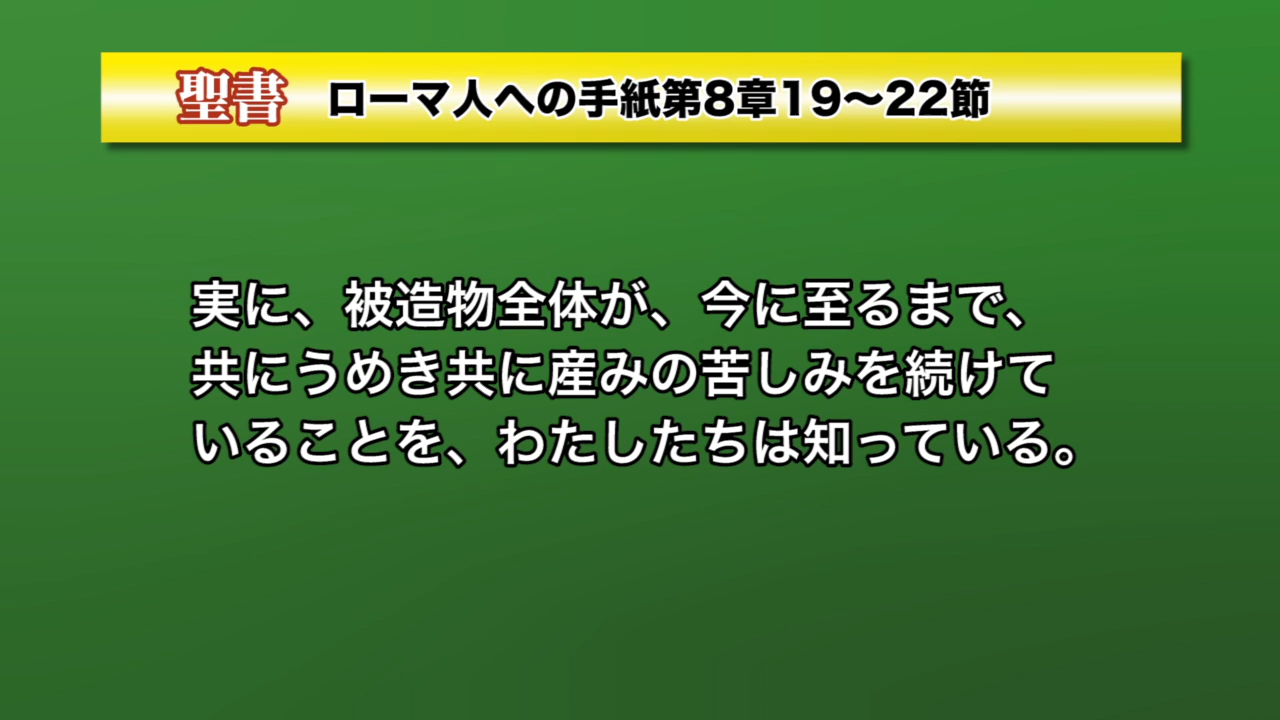 聖書 ローマ人への手紙第8章19〜22節
実に、被造物全体が、今に至るまで、
共にうめき共に産みの苦しみを続けて
いることを、わたしたちは知っている。